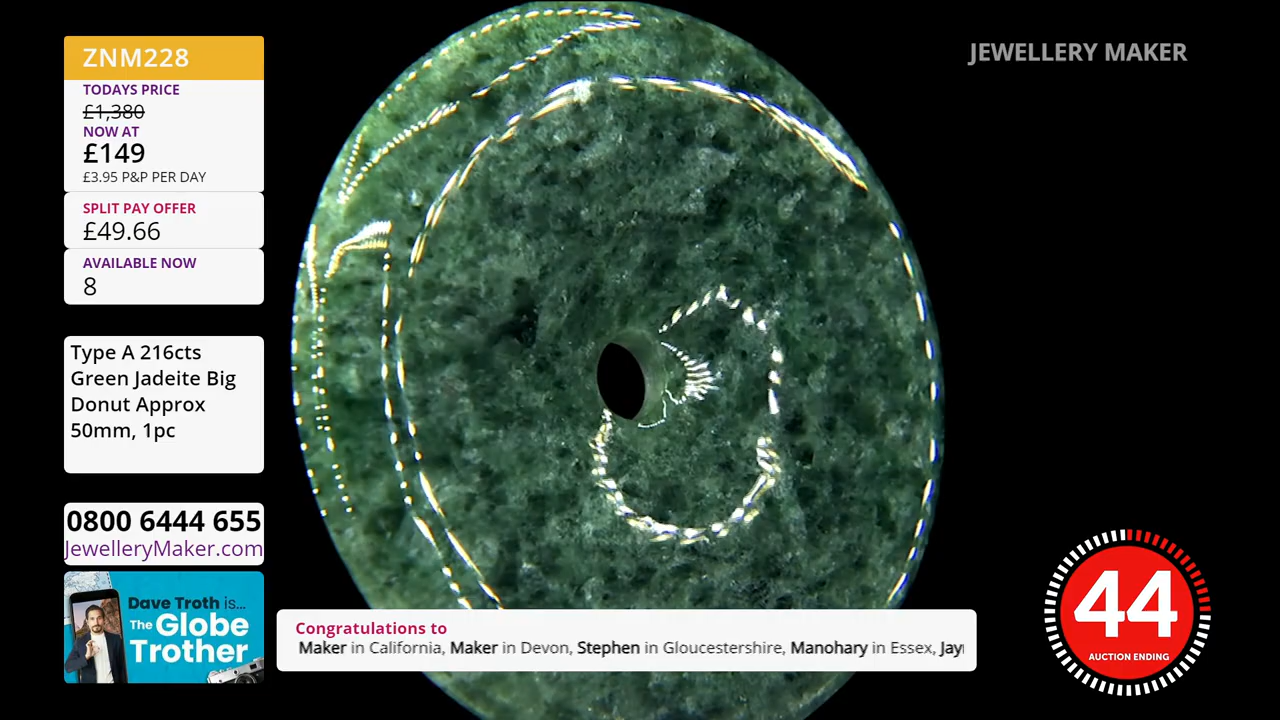 ZNM228
TODAYS PRICE
£1,380
NOW AT
£149
£3.95 P&P PER DAY
SPLIT PAY OFFER
£49.66
AVAILABLE NOW
8
Type A 216cts
Green Jadeite Big
Donut Approx
50mm, 1pc
0800 6444 655
JewelleryMaker.com
Dave Troth is...
The Globe
Trother
JEWELLERY MAKER
Congratulations to
Maker in California, Maker in Devon, Stephen in Gloucestershire, Manohary in Essex, Jay
44
AUCTION ENDING